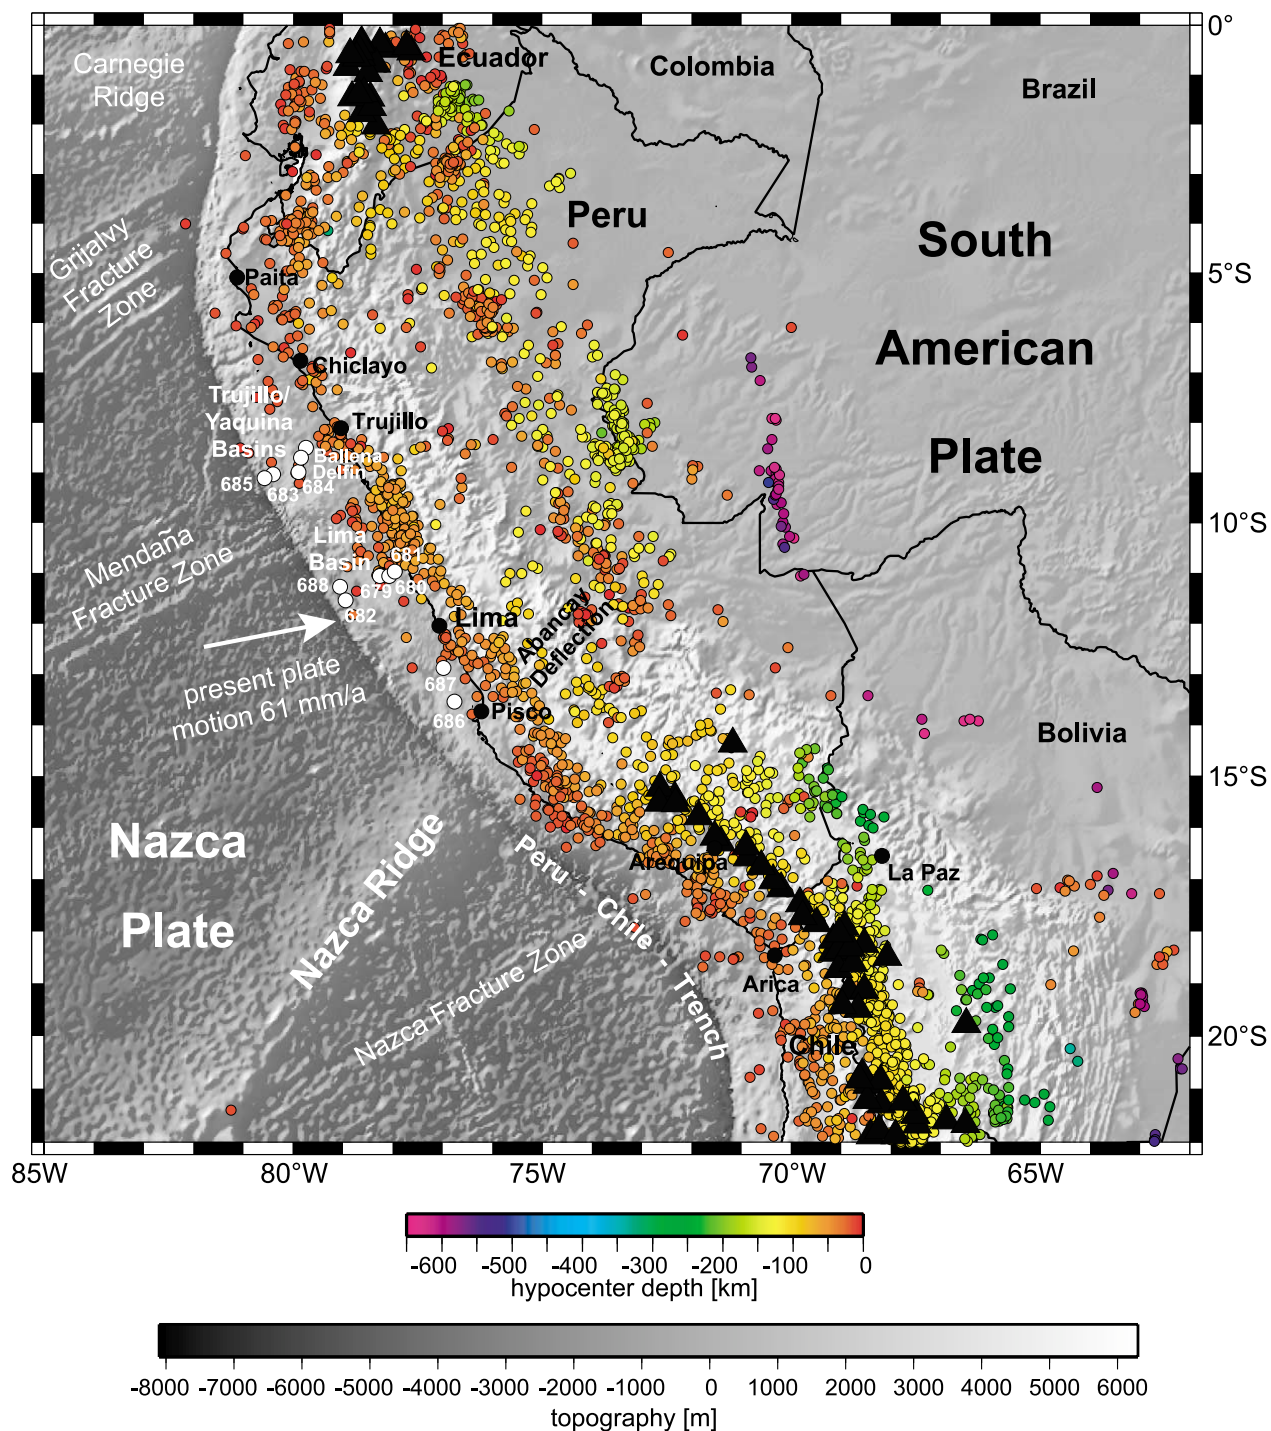 0°
Carnegie
Ridge
Ecuador
Colombia
Brazil
Peru
South
American
Plate
Grijalvy
Fracture
Zone
Paita
5°S
Chiclayo
Trujillo/
Yaquina
Basins
Trujillo
Ballena
Delfin
685
683
684
10°S
Mendaña
Fracture Zone
Lima
Basin
681
688
679
680
682
Lima
Abancay
Deflection
present plate
motion 61 mm/a
687
686
Pisco
Bolivia
15°S
Nazca
Plate
Nazca Ridge
Peru - Chile - Trench
Arequipa
La Paz
Nazca Fracture Zone
Arica
Chile
20°S
85W
80W
75W
70W
65W
-600
-500
-400
-300
-200
-100
0
hypocenter depth [km]
-8000
-7000
-6000
-5000
-4000
-3000
-2000
-1000
0
1000
2000
3000
4000
5000
6000
topography [m]